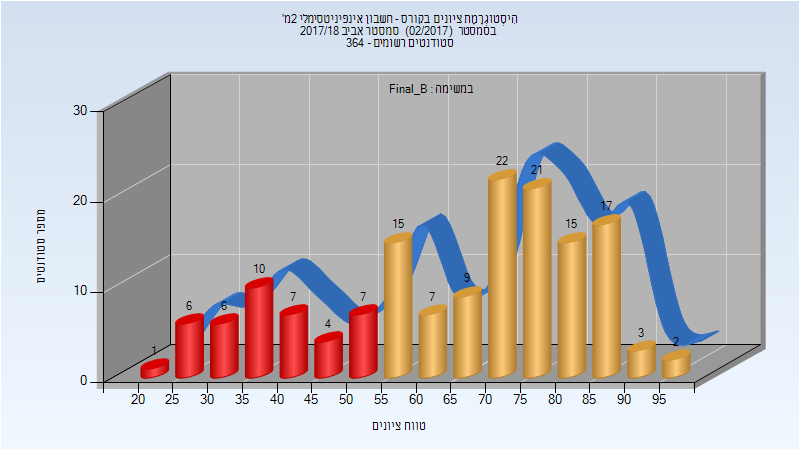 היסטוגרמת ציונים בקורס - חשבון אינפיניטסימלי 2מ'
בסמסטר (02/2017) סמסטר אביב 2017/18
סטודנטים רשומים - 364
במשימה : Final_B
מספר סטודנטים
30
20
10
0
1
6
6
10
7
4
7
15
7
9
22
21
15
17
3
2
20 25 30 35 40 45 50 55 60 65 70 75 80 85 90 95
טווח ציונים